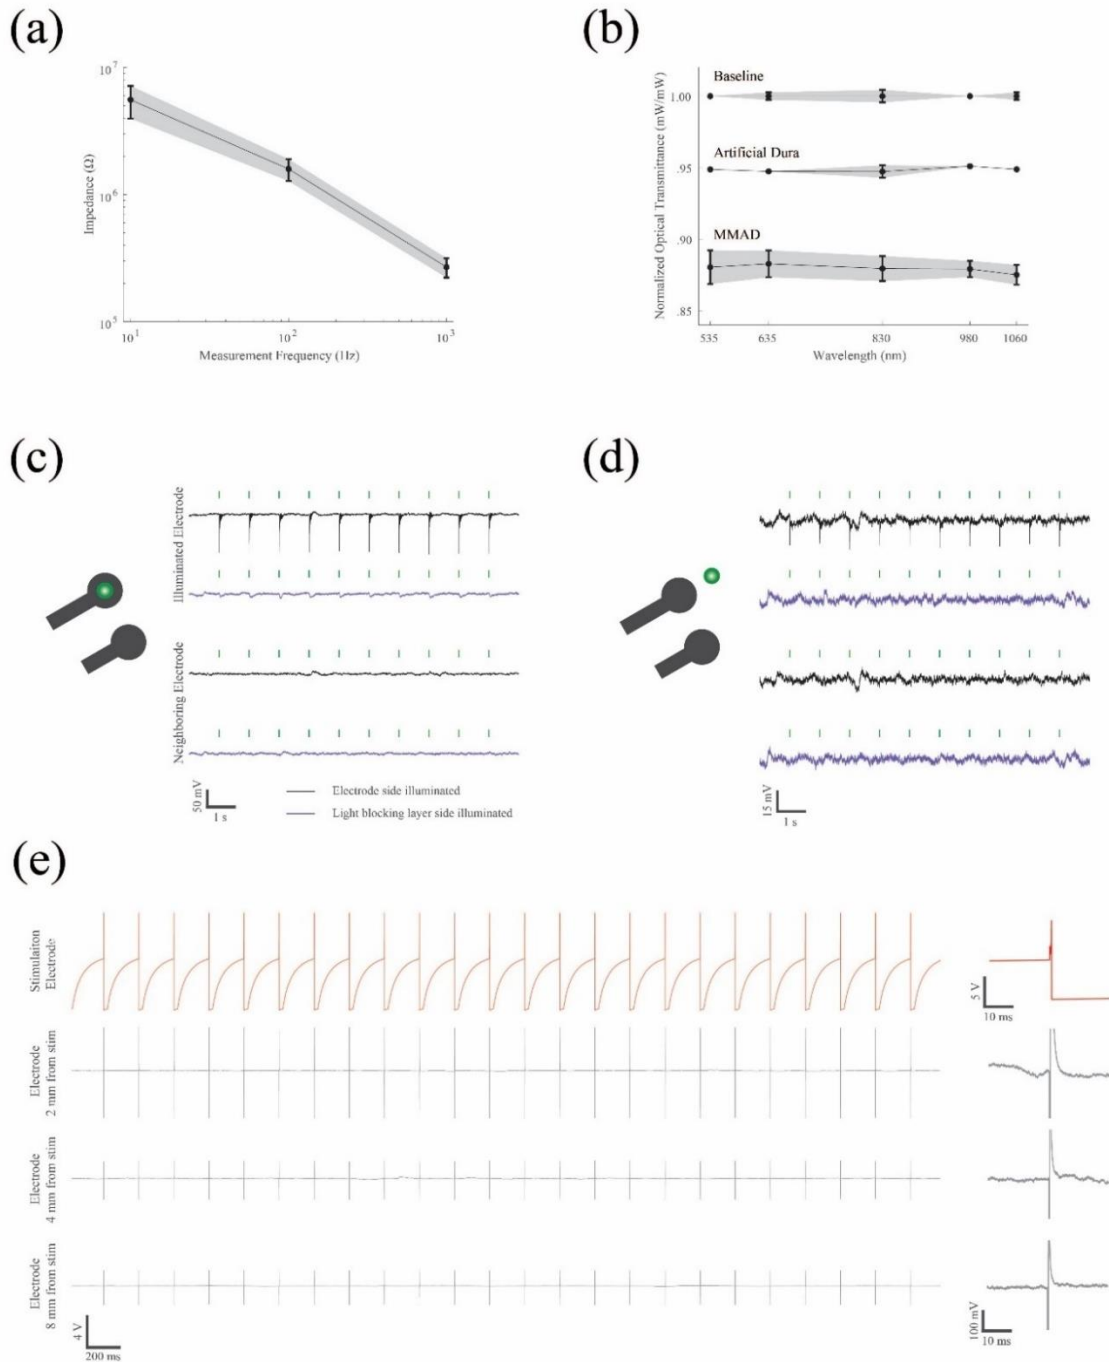 (a)
10⁷
10⁶
10⁵
Impedance (Ω)
10¹
10²
10³
Measurement Frequency (Hz)
(b)
Baseline
Artificial Dura
MMAD
1.00
.95
.90
.85
Normalized Optical Transmittance (mW/mW)
535
635
830
980
1060
Wavelength (nm)
(c)
Illuminated Electrode
Neighboring Electrode
50 mV
1 s
Electrode side illuminated
Light blocking layer side illuminated
(d)
15 mV
1 s
(e)
Stimulaiton
Electrode
5 V
10 ms
Electrode
2 mm from stim
Electrode
4 mm from stim
Electrode
8 mm from stim
4 V
200 ms
100 mV
10 ms